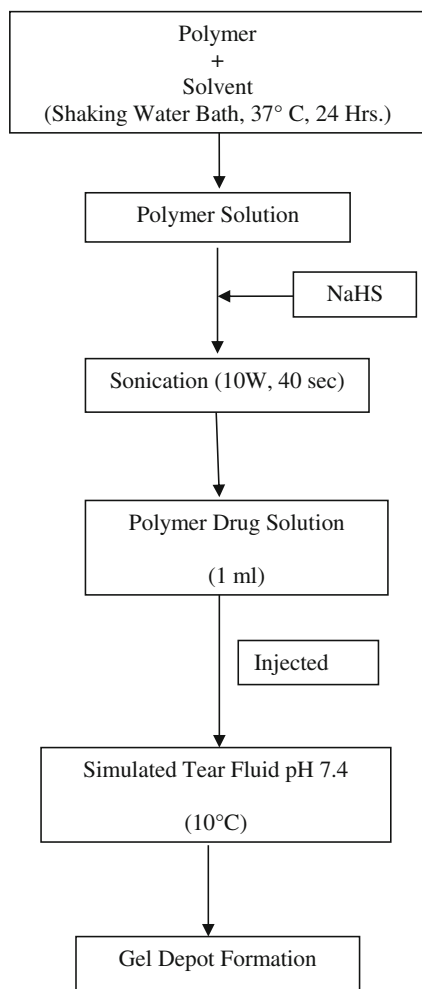 Polymer
+
Solvent
(Shaking Water Bath, 37° C, 24 Hrs.)
Polymer Solution
NaHS
Sonication (10W, 40 sec)
Polymer Drug Solution
(1 ml)
Injected
Simulated Tear Fluid pH 7.4
(10°C)
Gel Depot Formation